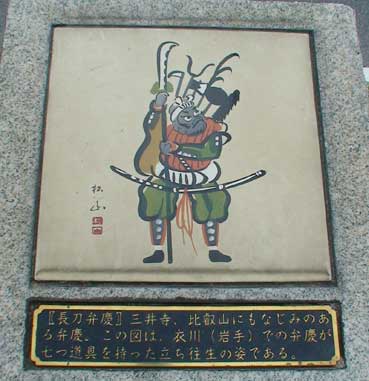 松山
〖長刀弁慶〗三井寺、比叡山にもなじみのあ
る弁慶。この図は、衣川（岩手）での弁慶が
七つ道具を持った立ち往生の姿である。